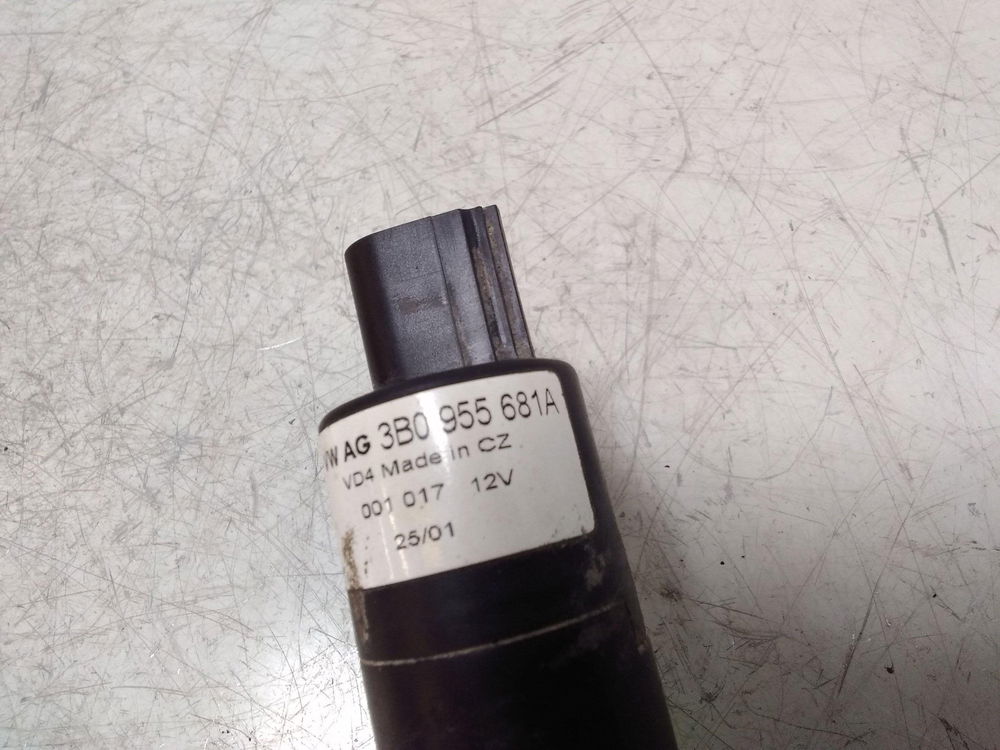 VW AG 3B0 955 681A
VD4 Made in CZ
001 017 12V
25/01